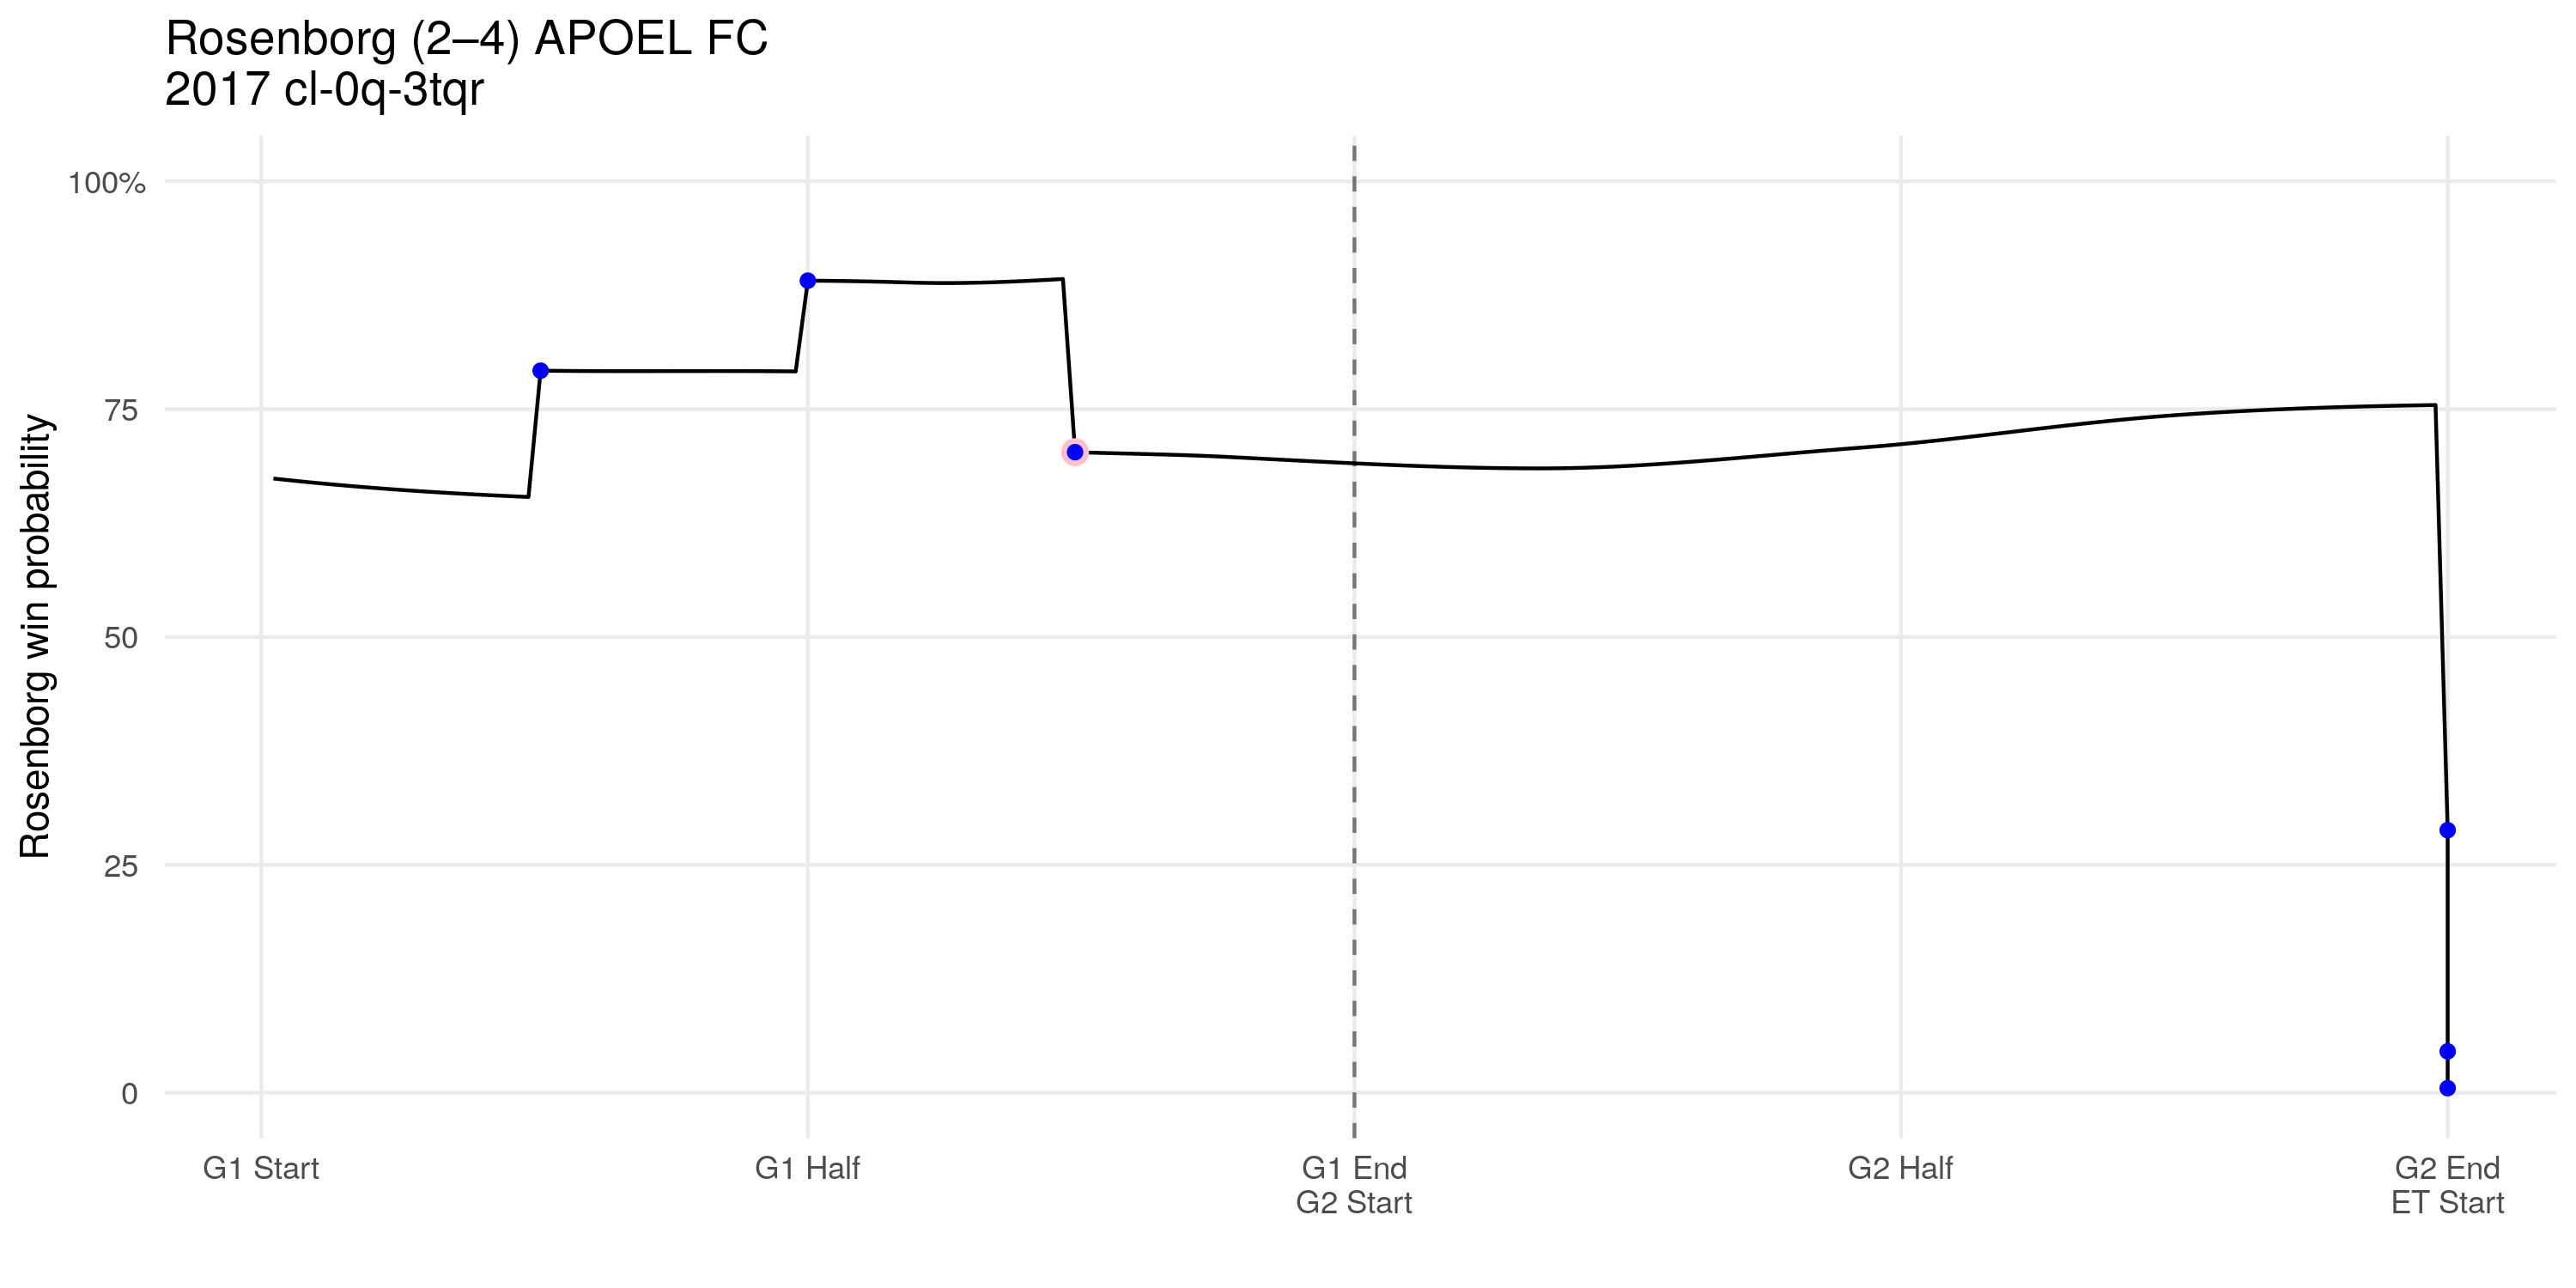 Rosenborg (2–4) APOEL FC
2017 cl-0q-3tqr
Rosenborg win probability
100%
75
50
25
0
G1 Start
G1 Half
G1 End
G2 Start
G2 Half
G2 End
ET Start